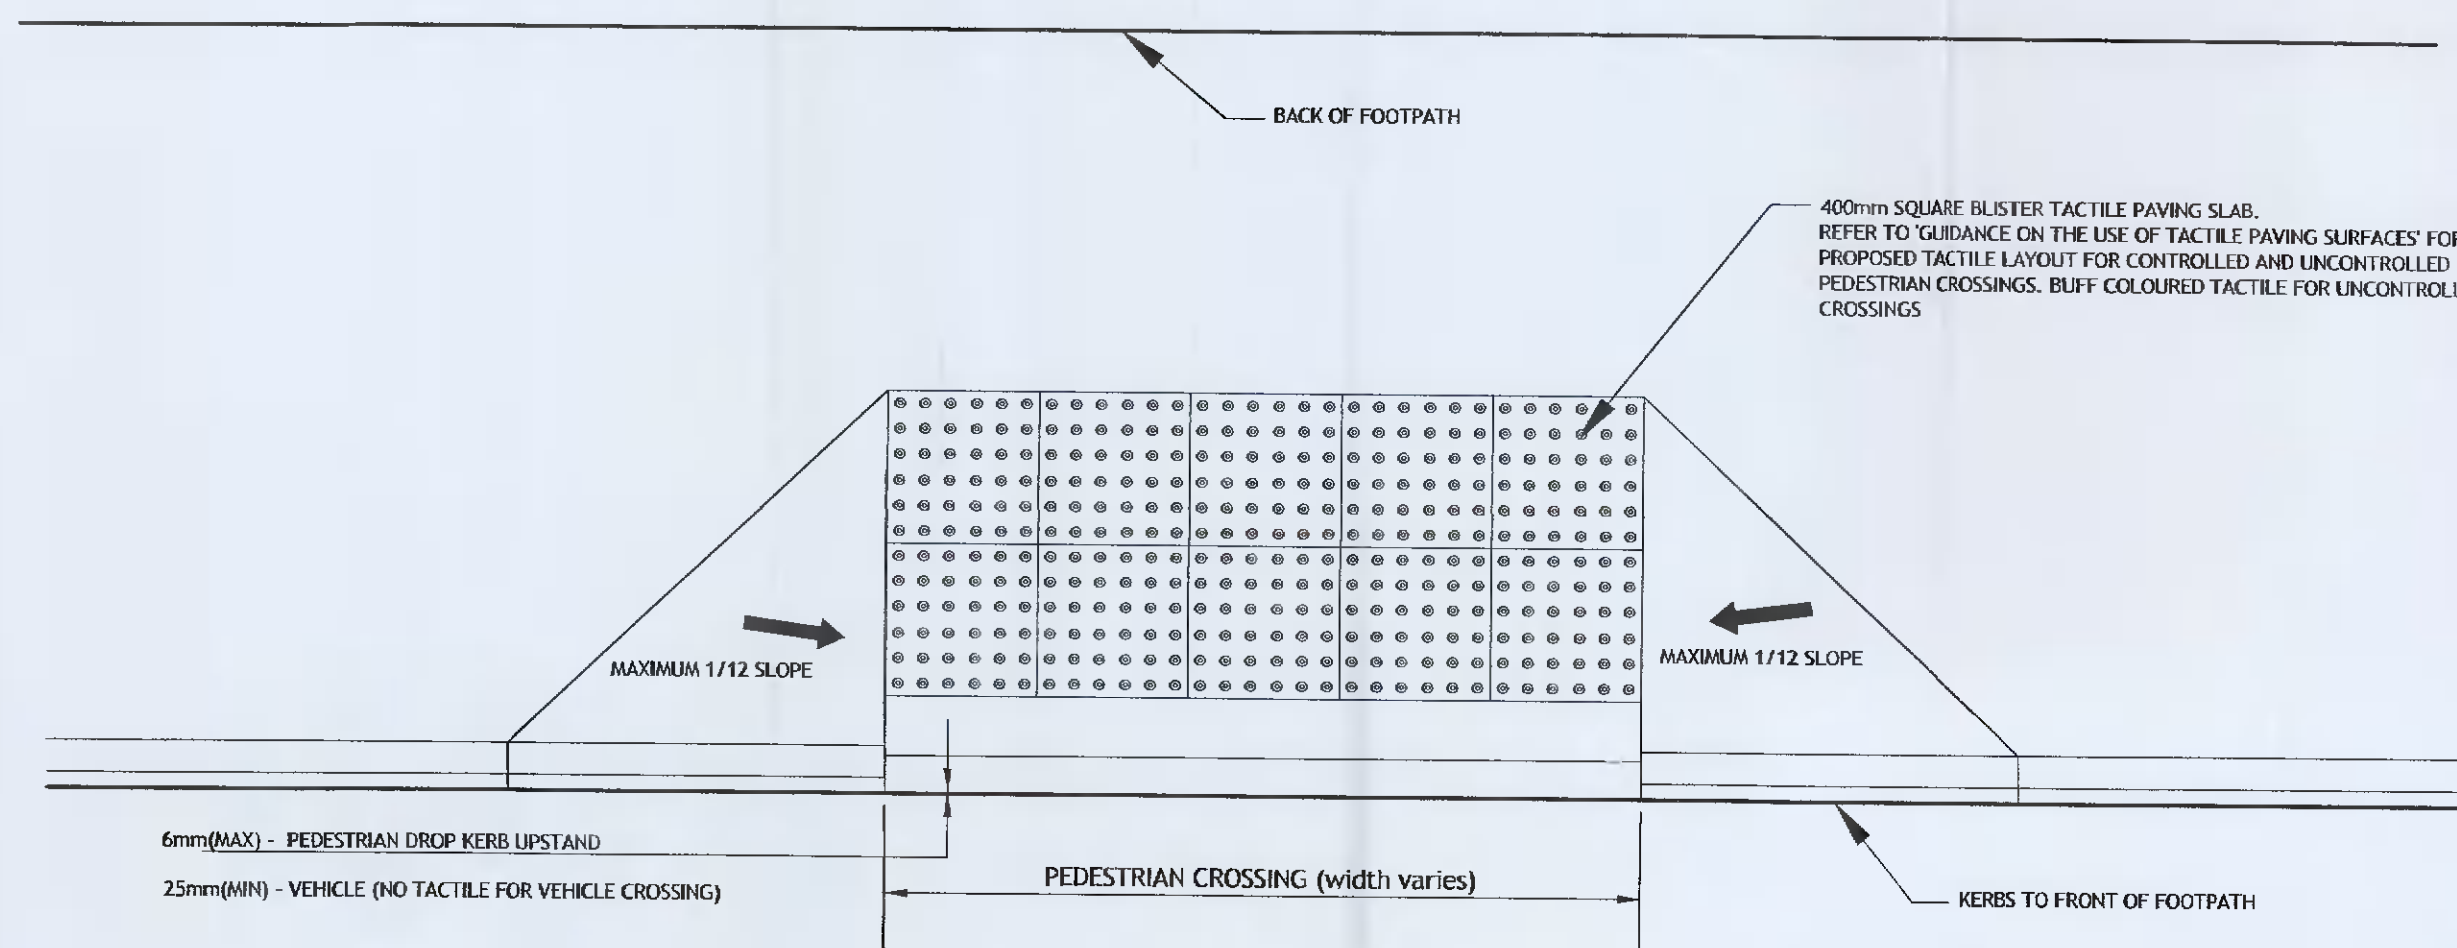 BACK OF FOOTPATH
400mm SQUARE BLISTER TACTILE PAVING SLAB.
REFER TO 'GUIDANCE ON THE USE OF TACTILE PAVING SURFACES' FOR
PROPOSED TACTILE LAYOUT FOR CONTROLLED AND UNCONTROLLED
PEDESTRIAN CROSSINGS. BUFF COLOURED TACTILE FOR
CROSSINGS
MAXIMUM 1/12 SLOPE
MAXIMUM 1/12 SLOPE
6mm(MAX) - PEDESTRIAN DROP KERB UPSTAND
25mm(MIN) - VEHICLE (NO TACTILE FOR VEHICLE CROSSING)
PEDESTRIAN CROSSING (width varies)
KERBS TO FRONT OF FOOTPATH